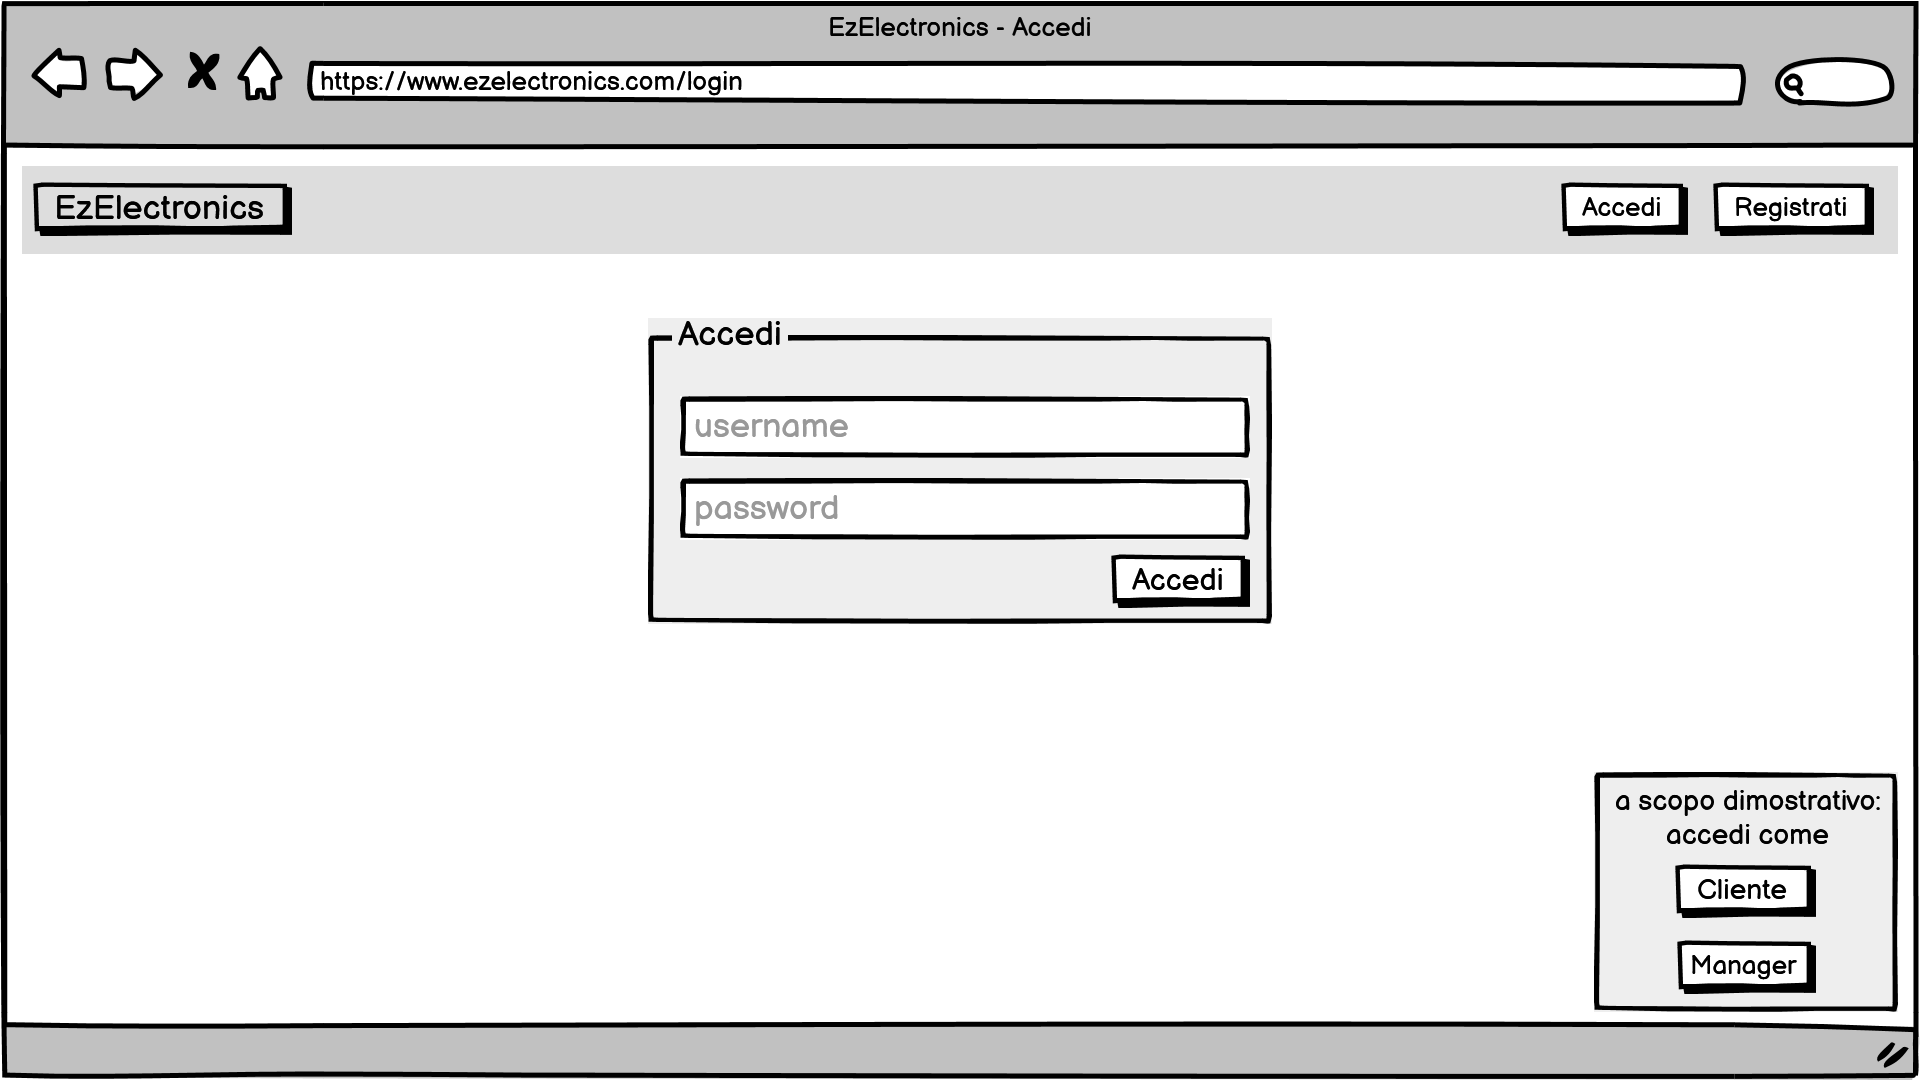 EzElectronics - Accedi
https://www.ezelectronics.com/login
EzElectronics
Accedi
Registrati
Accedi
username
password
Accedi
a scopo dimostrativo:
accedi come
Cliente
Manager